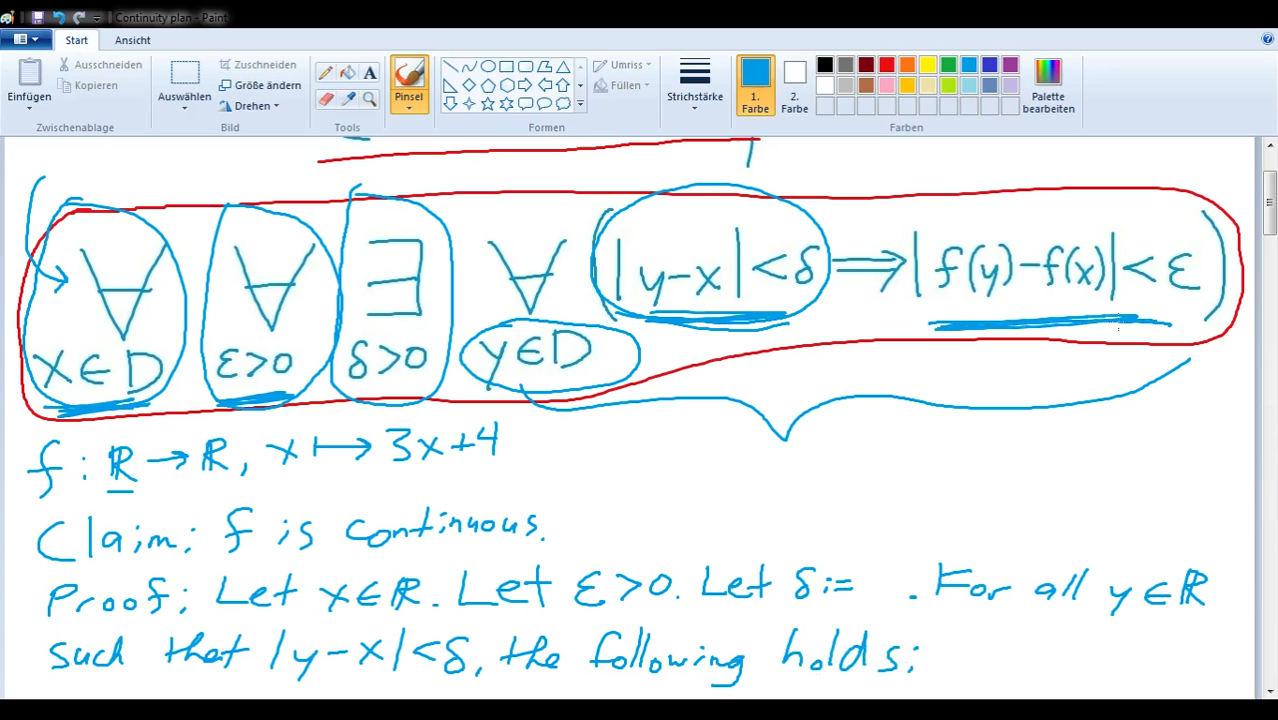 Continuity plan - Paint
Start Ansicht
Einfügen
Ausschneiden
Kopieren
Zwischenablage
Auswählen
Zuschneiden
Größe ändern
Drehen
Bild
A
Pinsel
Tools
Umriss
Füllen
Formen
Strichstärke
1. Farbe
2. Farbe
Palette bearbeiten
Farben
∀ ∀ ∃ ∀ (|y-x| < δ ⟹ |f(y)-f(x)| < ε)
x ∈ D ε>0 δ>0 y ∈ D
f : ℝ → ℝ, x ↦ 3x+4
Claim: f is continuous.
Proof: Let x∈ℝ. Let ε>0. Let δ:= . For all y∈ℝ
such that |y-x|<δ, the following holds: